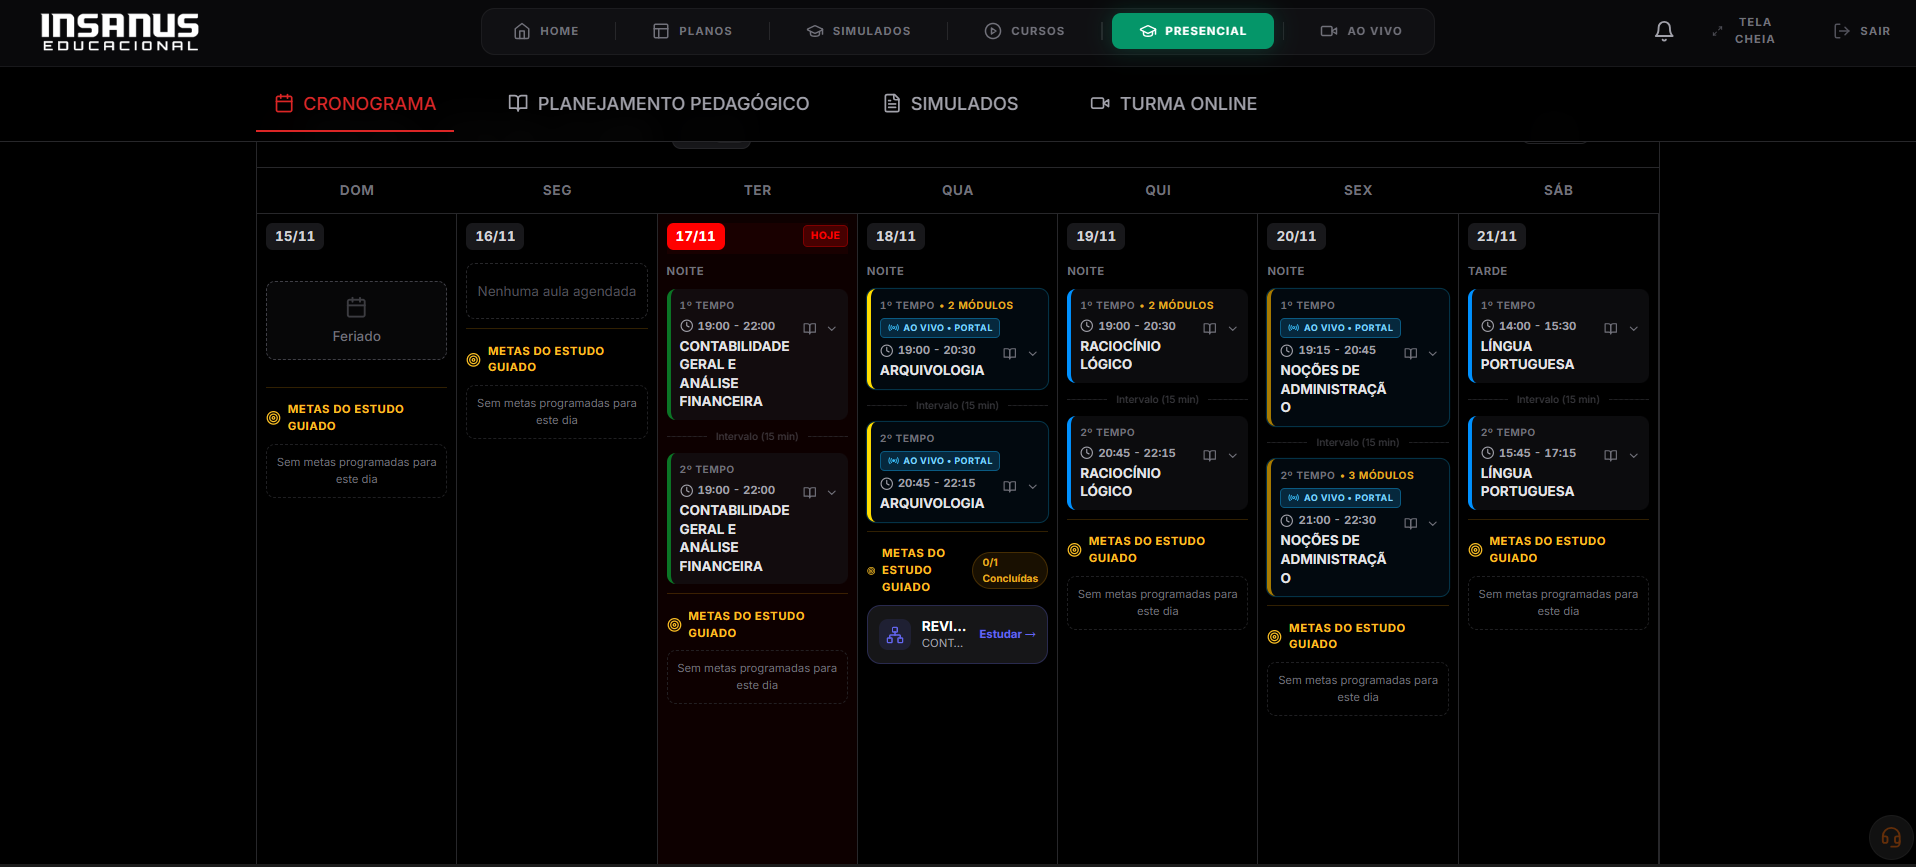 INSANUS
EDUCACIONAL
HOME
PLANOS
SIMULADOS
CURSOS
PRESENCIAL
AO VIVO
TELA
CHEIA
SAIR
CRONOGRAMA
PLANEJAMENTO PEDAGÓGICO
SIMULADOS
TURMA ONLINE
DOM
SEG
TER
QUA
QUI
SEX
SÁB
15/11
Feriado
METAS DO ESTUDO
GUIADO
Sem metas programadas para
este dia
16/11
Nenhuma aula agendada
METAS DO ESTUDO
GUIADO
Sem metas programadas para
este dia
17/11
HOJE
NOITE
1º TEMPO
19:00 - 22:00
CONTABILIDADE
GERAL E
ANÁLISE
FINANCEIRA
Intervalo (15 min)
2º TEMPO
19:00 - 22:00
CONTABILIDADE
GERAL E
ANÁLISE
FINANCEIRA
METAS DO ESTUDO
GUIADO
Sem metas programadas para
este dia
18/11
NOITE
1º TEMPO • 2 MÓDULOS
AO VIVO • PORTAL
19:00 - 20:30
ARQUIVOLOGIA
Intervalo (15 min)
2º TEMPO
AO VIVO • PORTAL
20:45 - 22:15
ARQUIVOLOGIA
METAS DO
ESTUDO
GUIADO
0/1
Concluídas
REVI...
CONT...
Estudar →
19/11
NOITE
1º TEMPO • 2 MÓDULOS
19:00 - 20:30
RACIOCÍNIO
LÓGICO
Intervalo (15 min)
2º TEMPO
20:45 - 22:15
RACIOCÍNIO
LÓGICO
METAS DO ESTUDO
GUIADO
Sem metas programadas para
este dia
20/11
NOITE
1º TEMPO
AO VIVO • PORTAL
19:15 - 20:45
NOÇÕES DE
ADMINISTRAÇÃ
O
Intervalo (15 min)
2º TEMPO • 3 MÓDULOS
AO VIVO • PORTAL
21:00 - 22:30
NOÇÕES DE
ADMINISTRAÇÃ
O
METAS DO ESTUDO
GUIADO
Sem metas programadas para
este dia
21/11
TARDE
1º TEMPO
14:00 - 15:30
LÍNGUA
PORTUGUESA
Intervalo (15 min)
2º TEMPO
15:45 - 17:15
LÍNGUA
PORTUGUESA
METAS DO ESTUDO
GUIADO
Sem metas programadas para
este dia